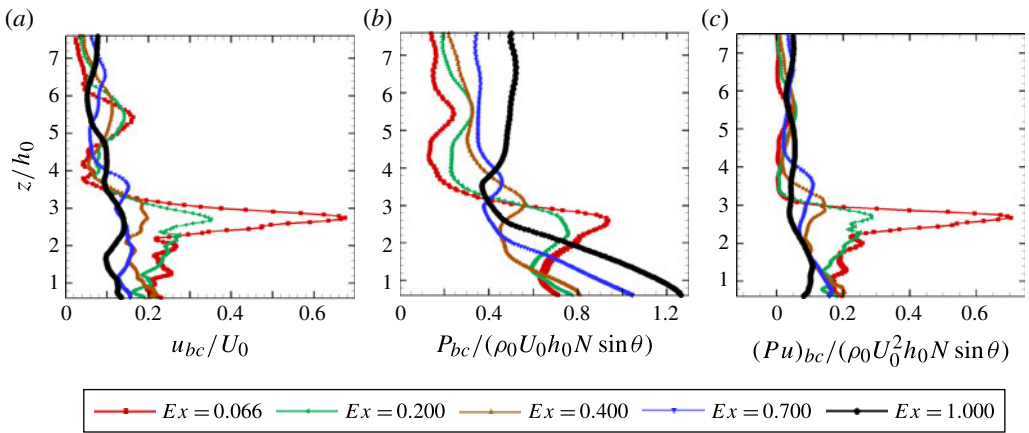 (a) (b) (c)
7 7 7
6 6 6
5 5 5
4 4 4
3 3 3
2 2 2
1 1 1
z/h₀
0 0.2 0.4 0.6 0 0.4 0.8 1.2 0 0.2 0.4 0.6
u_bc/U₀ P_bc/(ρ₀U₀h₀N sin θ) (Pu)_bc/(ρ₀U₀²h₀N sin θ)
Ex = 0.066 Ex = 0.200 Ex = 0.400 Ex = 0.700 Ex = 1.000